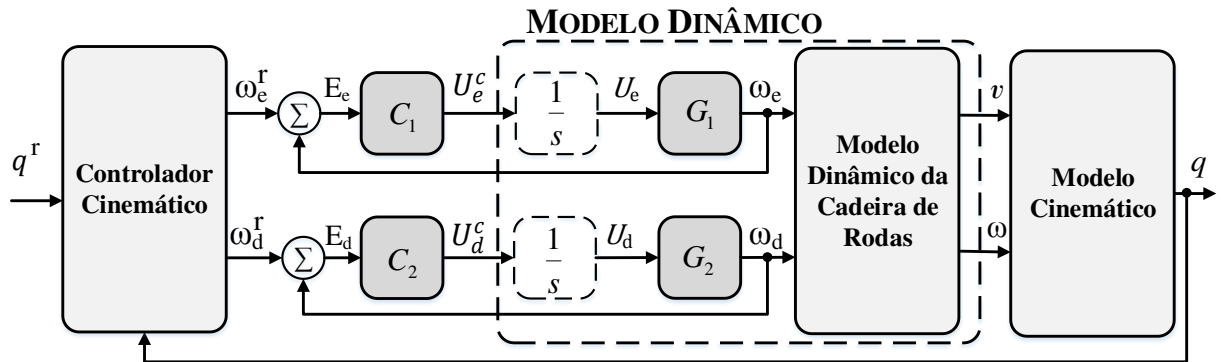 MODELO DINÂMICO
q^r
Controlador
Cinemático
ω_e^r
∑
E_e
C_1
U_e^c
1
s
U_e
G_1
ω_e
ω_d^r
∑
E_d
C_2
U_d^c
1
s
U_d
G_2
ω_d
Modelo
Dinâmico da
Cadeira de
Rodas
v
ω
Modelo
Cinemático
q